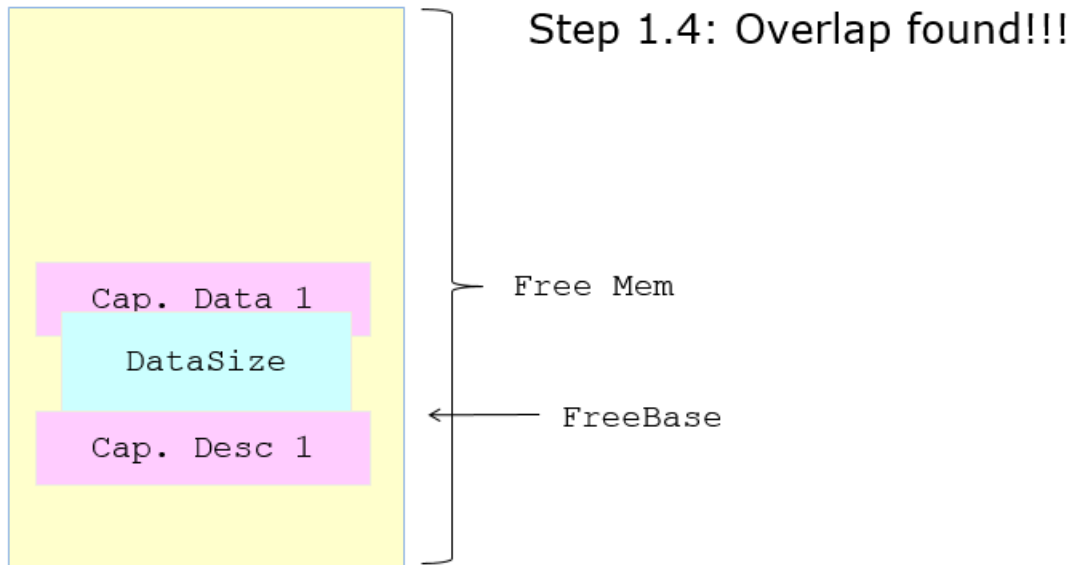 Step 1.4: Overlap found!!!
Cap. Data 1
Free Mem
DataSize
FreeBase
Cap. Desc 1